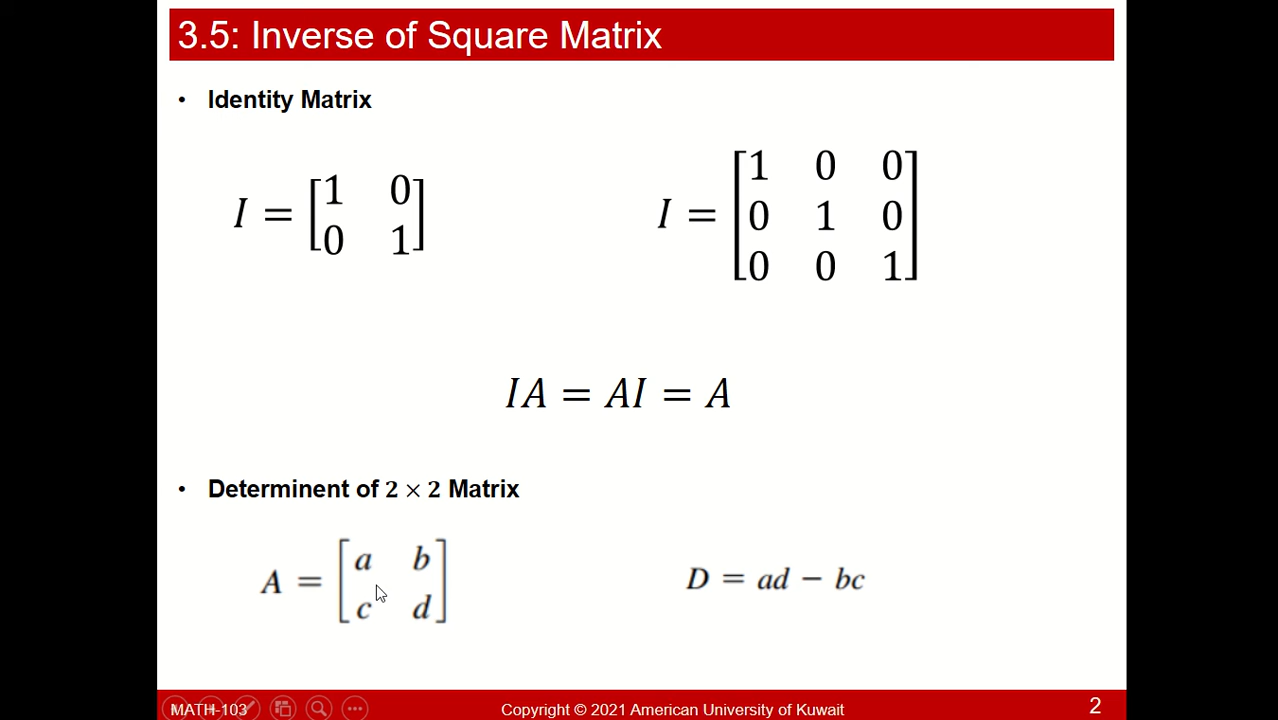 3.5: Inverse of Square Matrix
• Identity Matrix
I = [1 0
0 1]
I = [1 0 0
0 1 0
0 0 1]
IA = AI = A
• Determinent of 2 × 2 Matrix
A = [a b
c d]
D = ad − bc
MATH-103
Copyright © 2021 American University of Kuwait
2